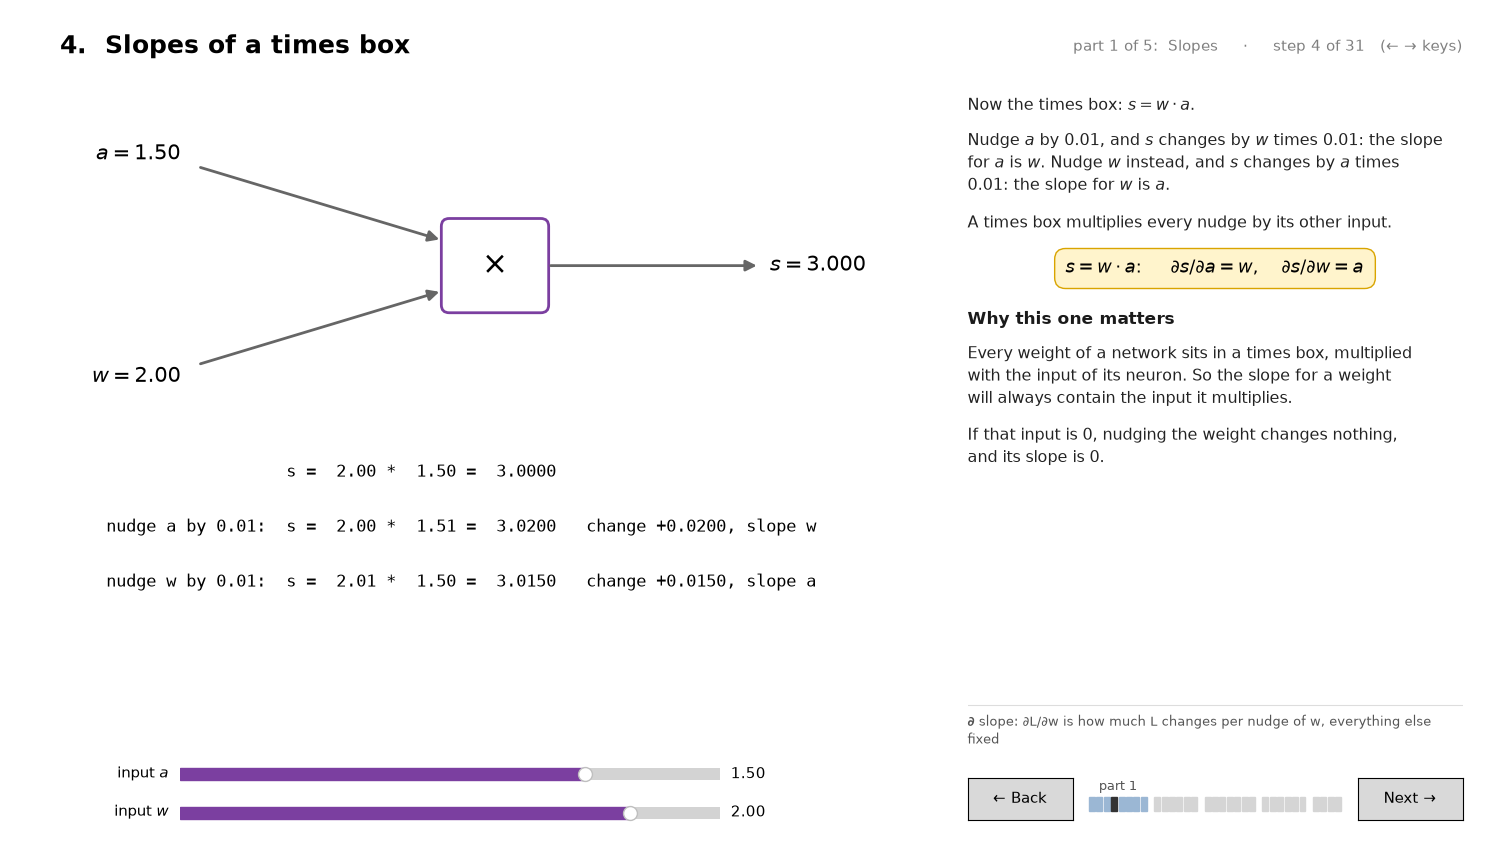 4.  Slopes of a times box
part 1 of 5:  Slopes    ·    step 4 of 31   (← → keys)
a = 1.50
w = 2.00
×
s = 3.000
s =  2.00 *  1.50 =  3.0000
nudge a by 0.01:  s =  2.00 *  1.51 =  3.0200   change +0.0200, slope w
nudge w by 0.01:  s =  2.01 *  1.50 =  3.0150   change +0.0150, slope a
input a
1.50
input w
2.00
Now the times box: s = w · a.
Nudge a by 0.01, and s changes by w times 0.01: the slope
for a is w. Nudge w instead, and s changes by a times
0.01: the slope for w is a.
A times box multiplies every nudge by its other input.
s = w · a:    ∂s/∂a = w,    ∂s/∂w = a
Why this one matters
Every weight of a network sits in a times box, multiplied
with the input of its neuron. So the slope for a weight
will always contain the input it multiplies.
If that input is 0, nudging the weight changes nothing,
and its slope is 0.
∂ slope: ∂L/∂w is how much L changes per nudge of w, everything else
fixed
← Back
part 1
Next →